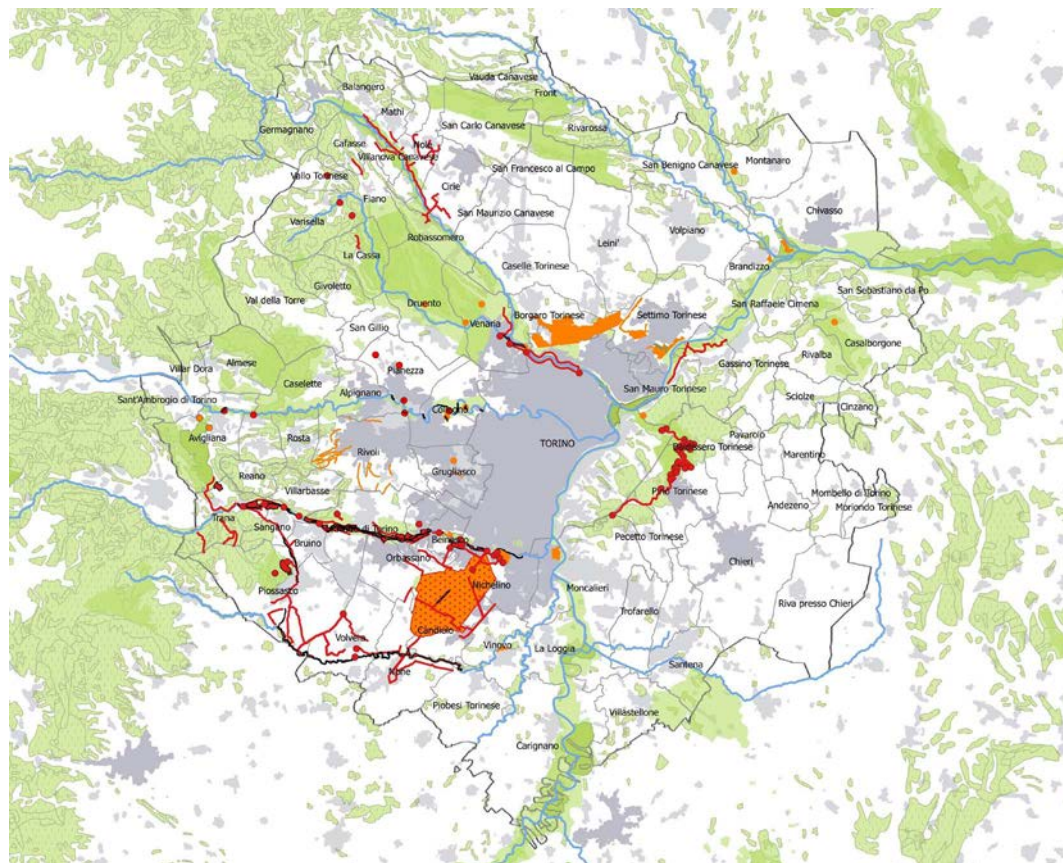 Vauda Canavese
Balangero
Front
Mathi
San Carlo Canavese
Rivarossa
Germagnano
Cafasse
Nole
Villanova Canavese
San Benigno Canavese
Montanaro
San Francesco al Campo
Vallo Torinese
Ciriè
Fiano
San Maurizio Canavese
Chivasso
Varisella
Volpiano
Robassomero
Leini'
La Cassa
Caselle Torinese
Brandizzo
Givoletto
San Sebastiano da Po
Val della Torre
Druento
San Raffaele Cimena
Borgaro Torinese
Settimo Torinese
San Gillio
Venaria
Casalborgone
Villar Dora
Almese
Rivalba
Gassino Torinese
Caselette
Pianezza
Alpignano
San Mauro Torinese
Sciolze
Sant'Ambrogio di Torino
Cinzano
Collegno
Avigliana
Rosta
TORINO
Pavarolo
Baldissero Torinese
Rivoli
Marentino
Grugliasco
Reano
Villarbasse
Pino Torinese
Mombello di Torino
Andezeno
Moriondo Torinese
Trana
Sangano
Bruino
Beinasco
Pecetto Torinese
Orbassano
Chieri
Piossasco
Nichelino
Moncalieri
Trofarello
Riva presso Chieri
Volvera
Candiolo
Vinovo
La Loggia
None
Santena
Piobesi Torinese
Villastellone
Carignano